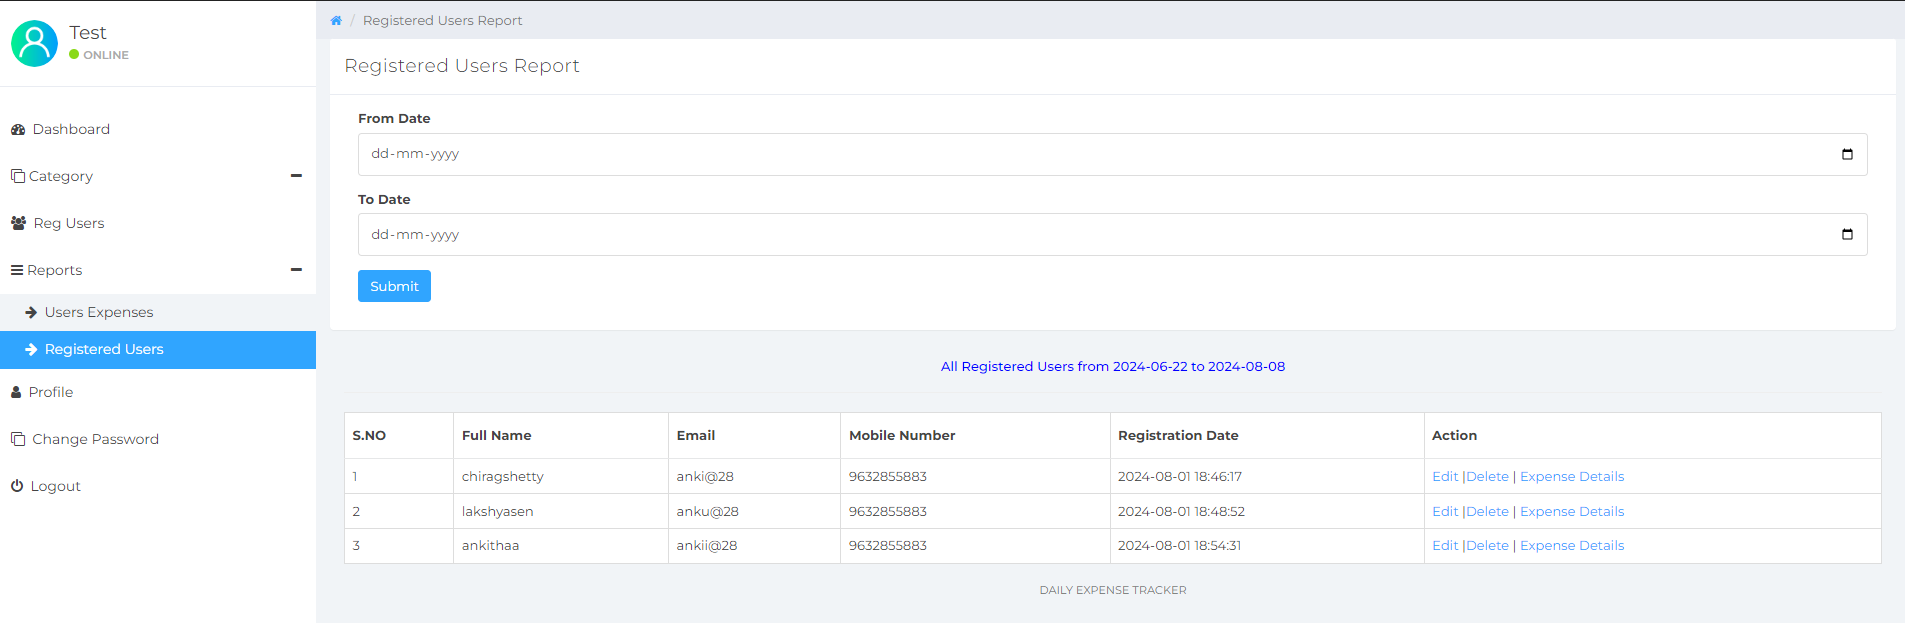 Test
ONLINE
Dashboard
Category
Reg Users
Reports
Users Expenses
Registered Users
Profile
Change Password
Logout
/ Registered Users Report
Registered Users Report
From Date
dd-mm-yyyy
To Date
dd-mm-yyyy
Submit
All Registered Users from 2024-06-22 to 2024-08-08
S.NO Full Name Email Mobile Number Registration Date Action
1 chiragshetty anki@28 9632855883 2024-08-01 18:46:17 Edit |Delete | Expense Details
2 lakshyasen anku@28 9632855883 2024-08-01 18:48:52 Edit |Delete | Expense Details
3 ankithaa ankii@28 9632855883 2024-08-01 18:54:31 Edit |Delete | Expense Details
DAILY EXPENSE TRACKER